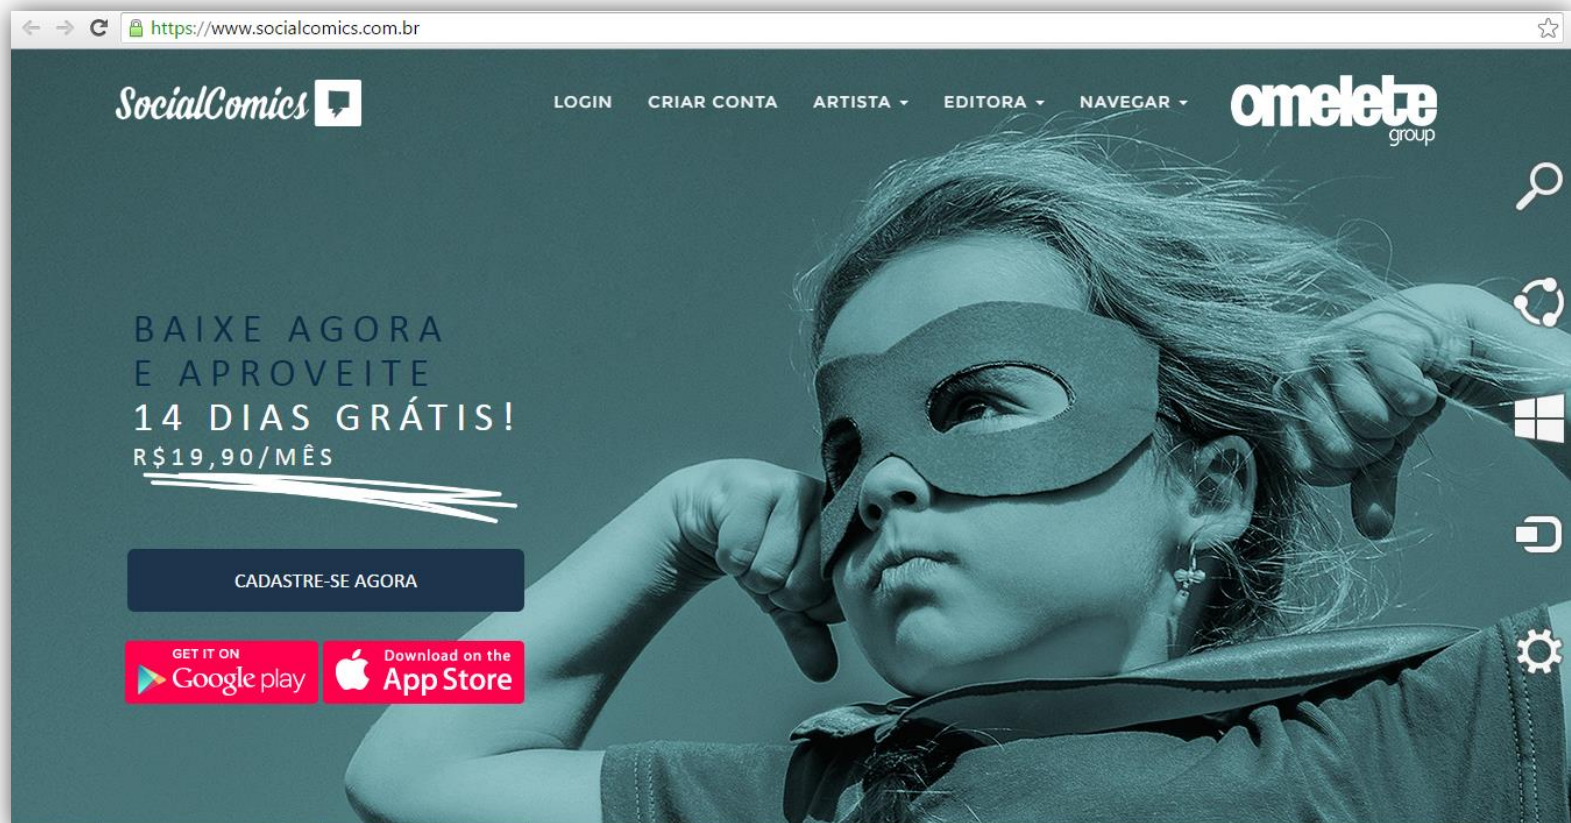 https://www.socialcomics.com.br
SocialComics
LOGIN
CRIAR CONTA
ARTISTA
EDITORA
NAVEGAR
omelete
group
BAIXE AGORA
E APROVEITE
14 DIAS GRÁTIS!
R$19,90/MÊS
CADASTRE-SE AGORA
GET IT ON
Google play
Download on the
App Store